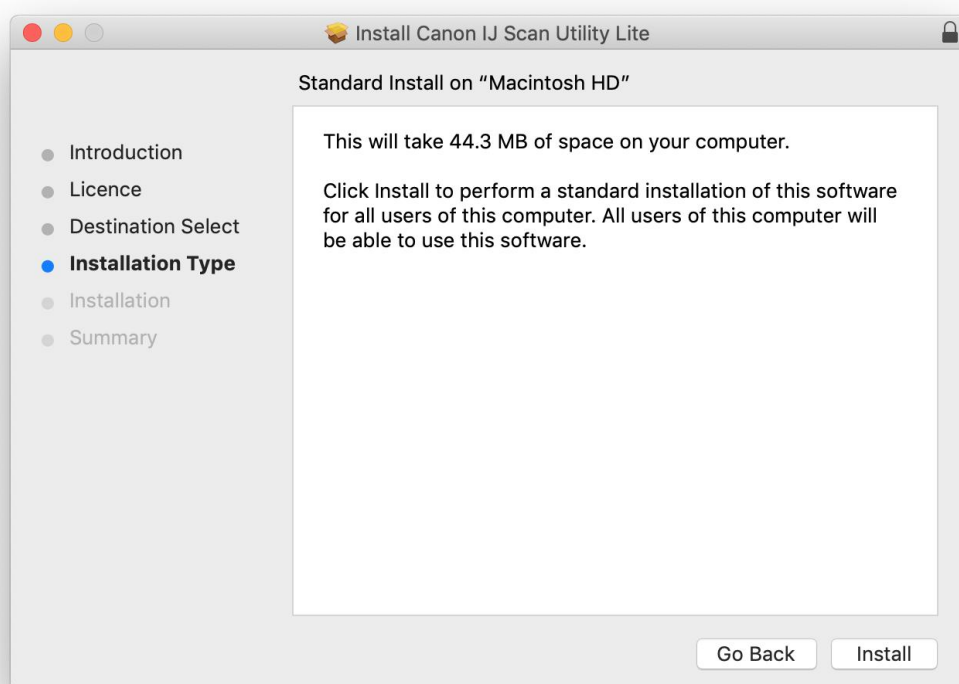 Install Canon IJ Scan Utility Lite
Standard Install on “Macintosh HD”
Introduction
Licence
Destination Select
Installation Type
Installation
Summary
This will take 44.3 MB of space on your computer.
Click Install to perform a standard installation of this software
for all users of this computer. All users of this computer will
be able to use this software.
Go Back
Install